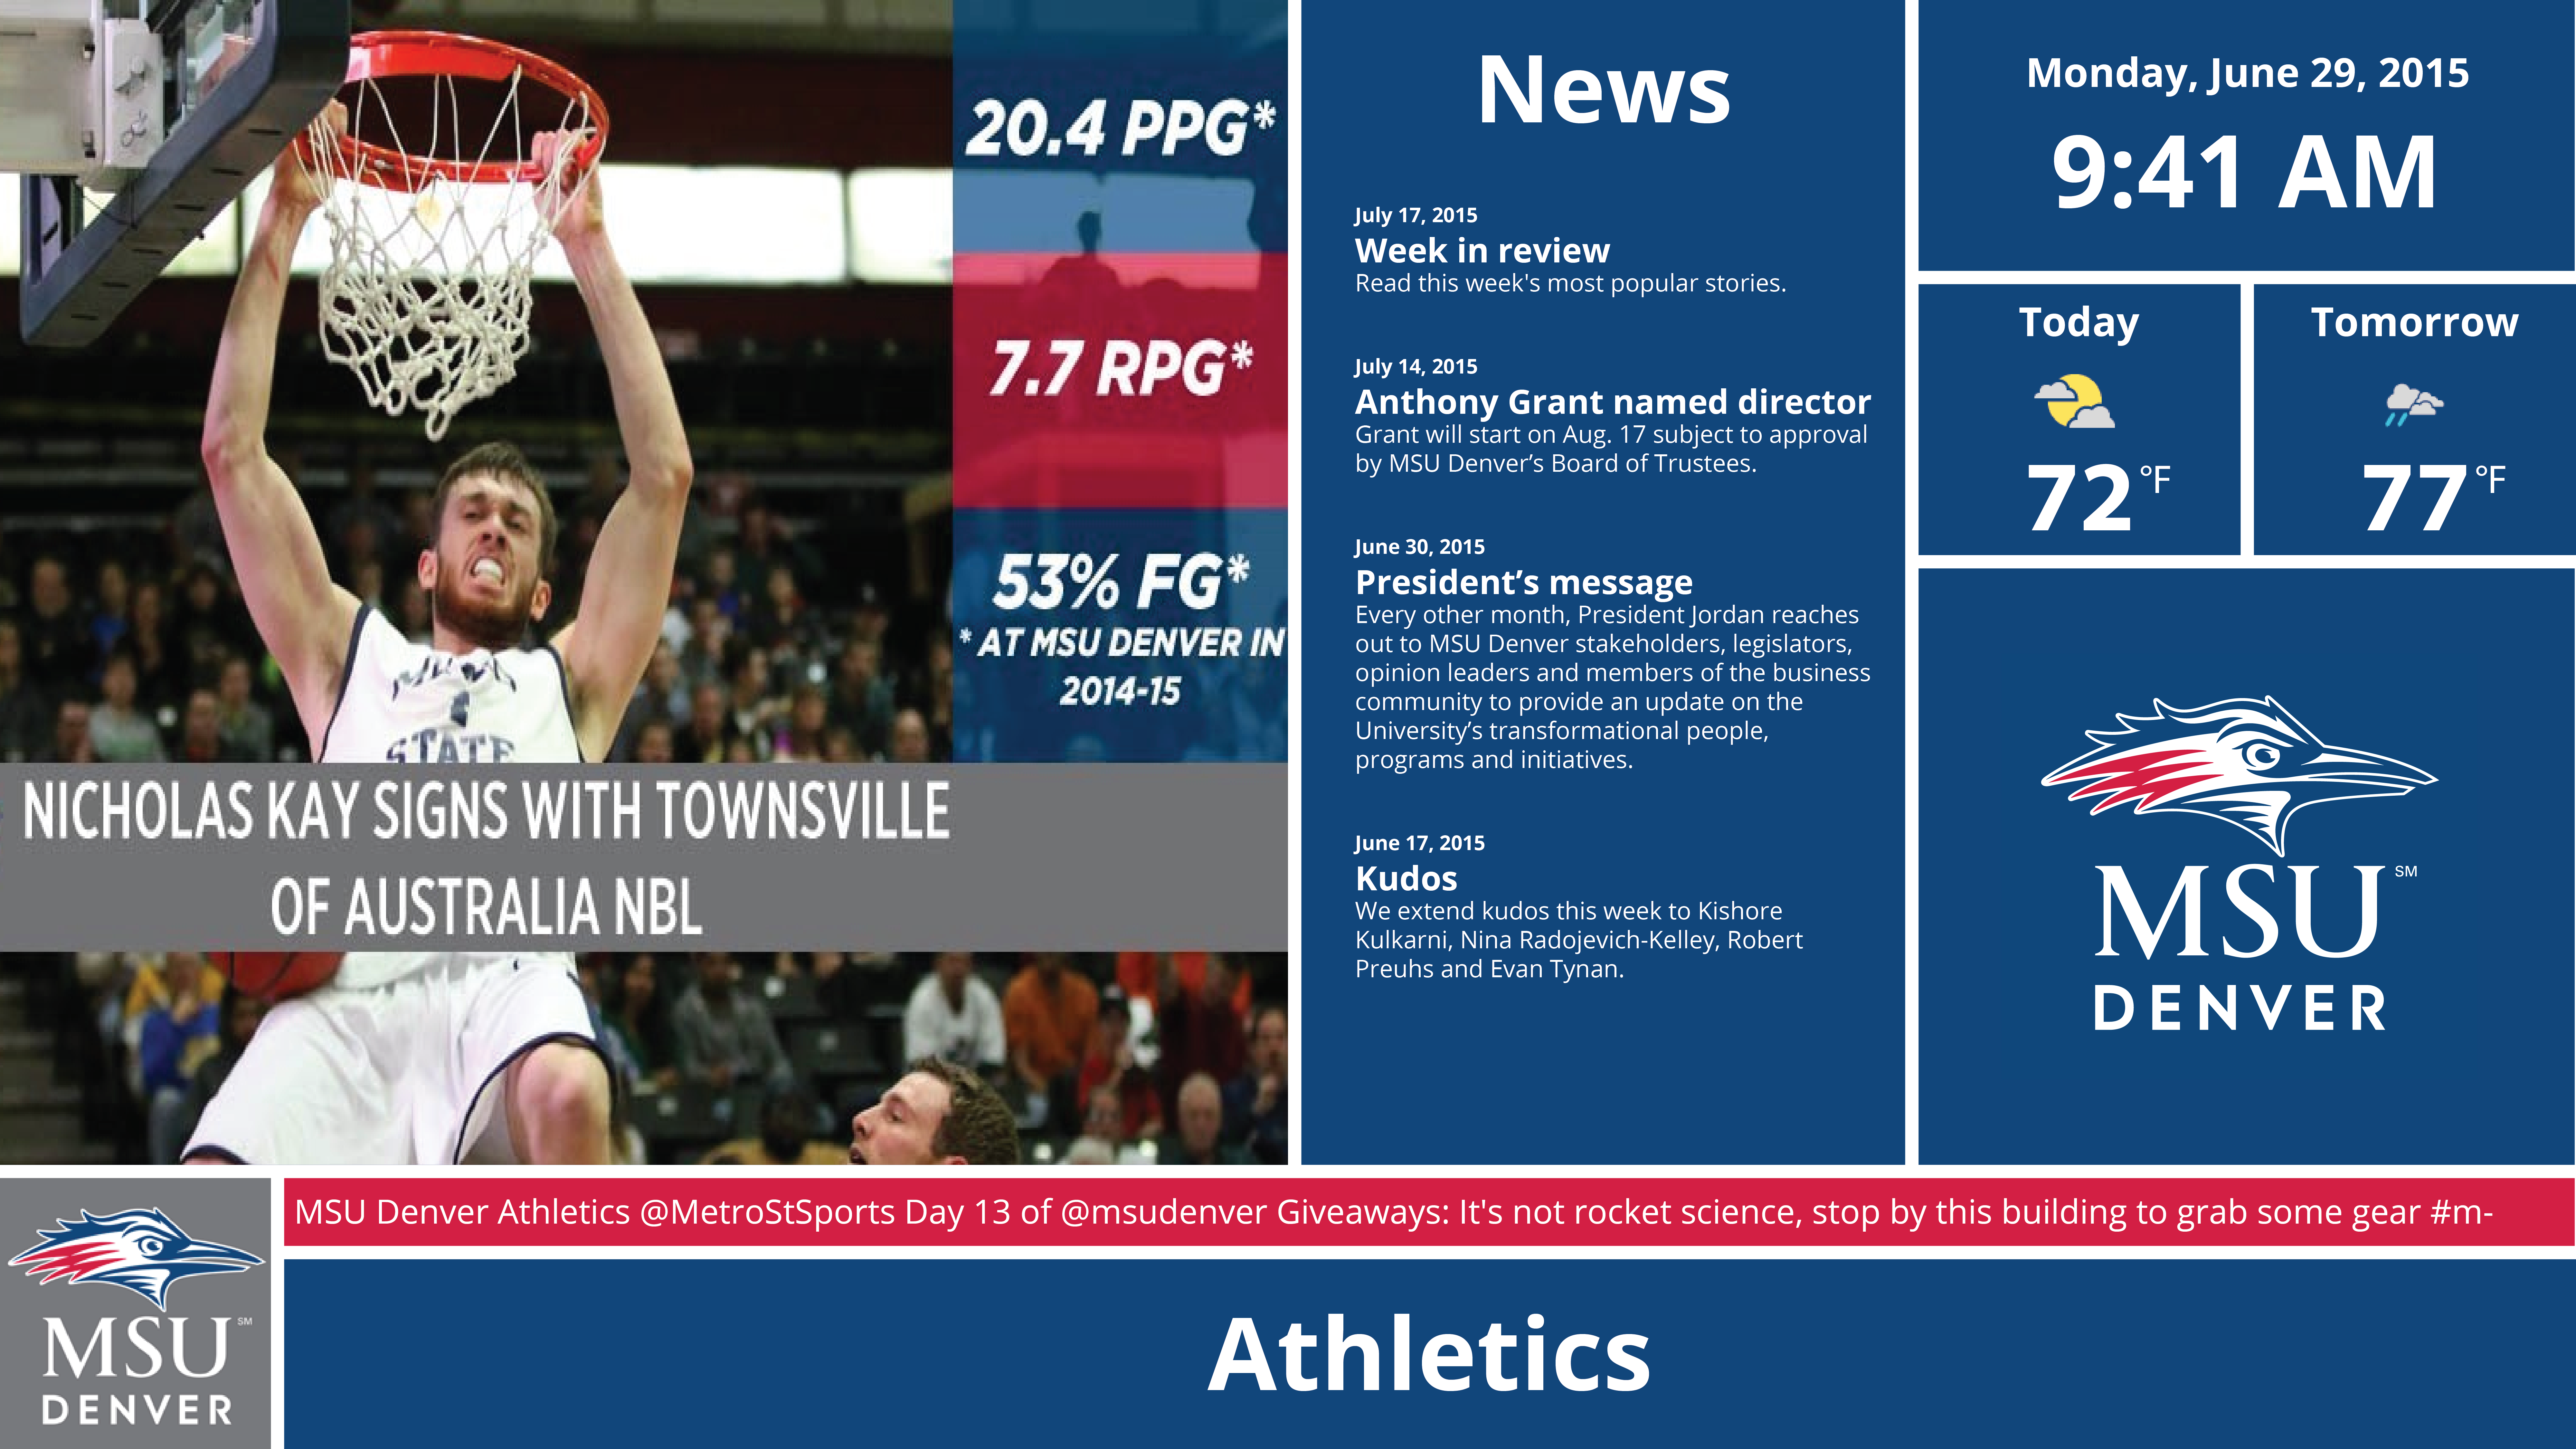 20.4 PPG*
7.7 RPG*
53% FG*
* AT MSU DENVER IN
2014-15
STATE
NICHOLAS KAY SIGNS WITH TOWNSVILLE
OF AUSTRALIA NBL
News
July 17, 2015
Week in review
Read this week's most popular stories.
July 14, 2015
Anthony Grant named director
Grant will start on Aug. 17 subject to approval
by MSU Denver’s Board of Trustees.
June 30, 2015
President’s message
Every other month, President Jordan reaches
out to MSU Denver stakeholders, legislators,
opinion leaders and members of the business
community to provide an update on the
University’s transformational people,
programs and initiatives.
June 17, 2015
Kudos
We extend kudos this week to Kishore
Kulkarni, Nina Radojevich-Kelley, Robert
Preuhs and Evan Tynan.
Monday, June 29, 2015
9:41 AM
Today
72 °F
Tomorrow
77 °F
MSU SM
DENVER
MSU Denver Athletics @MetroStSports Day 13 of @msudenver Giveaways: It's not rocket science, stop by this building to grab some gear #m-
MSU SM
DENVER
Athletics